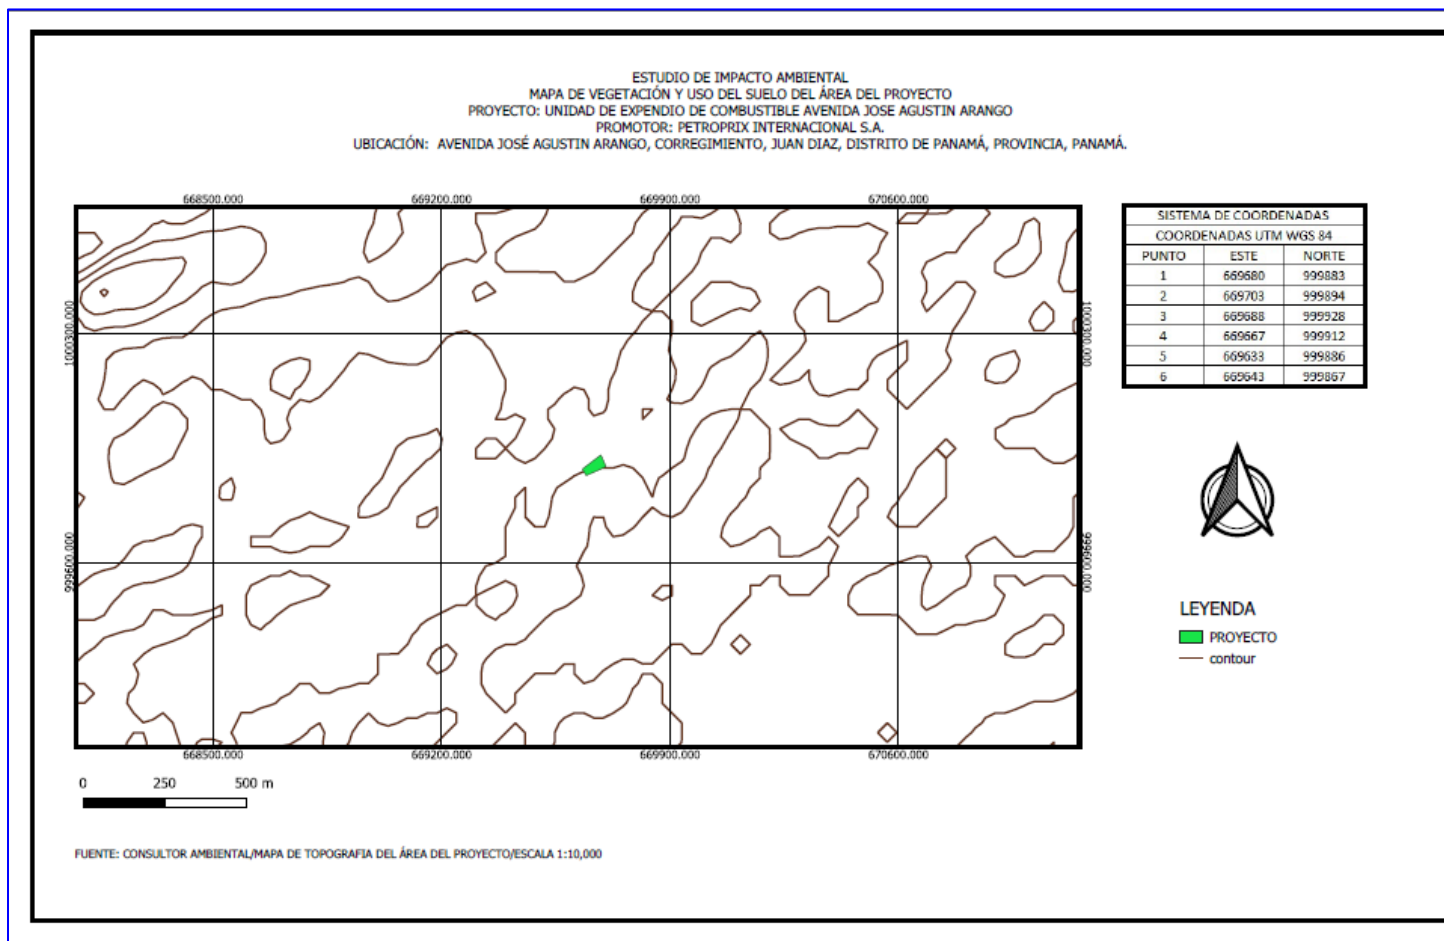 ESTUDIO DE IMPACTO AMBIENTAL
MAPA DE VEGETACIÓN Y USO DEL SUELO DEL ÁREA DEL PROYECTO
PROYECTO: UNIDAD DE EXPENDIO DE COMBUSTIBLE AVENIDA JOSE AGUSTIN ARANGO
PROMOTOR: PETROPRIX INTERNACIONAL S.A.
UBICACIÓN: AVENIDA JOSÉ AGUSTIN ARANGO, CORREGIMIENTO, JUAN DIAZ, DISTRITO DE PANAMÁ, PROVINCIA, PANAMÁ.
668500.000 669200.000 669900.000 670600.000
1000300.000 1000300.000
999600.000 999600.000
668500.000 669200.000 669900.000 670600.000
SISTEMA DE COORDENADAS
COORDENADAS UTM WGS 84
PUNTO ESTE NORTE
1 669680 999883
2 669703 999894
3 669688 999928
4 669667 999912
5 669633 999886
6 669643 999867
LEYENDA
PROYECTO
contour
0 250 500 m
FUENTE: CONSULTOR AMBIENTAL/MAPA DE TOPOGRAFIA DEL ÁREA DEL PROYECTO/ESCALA 1:10,000